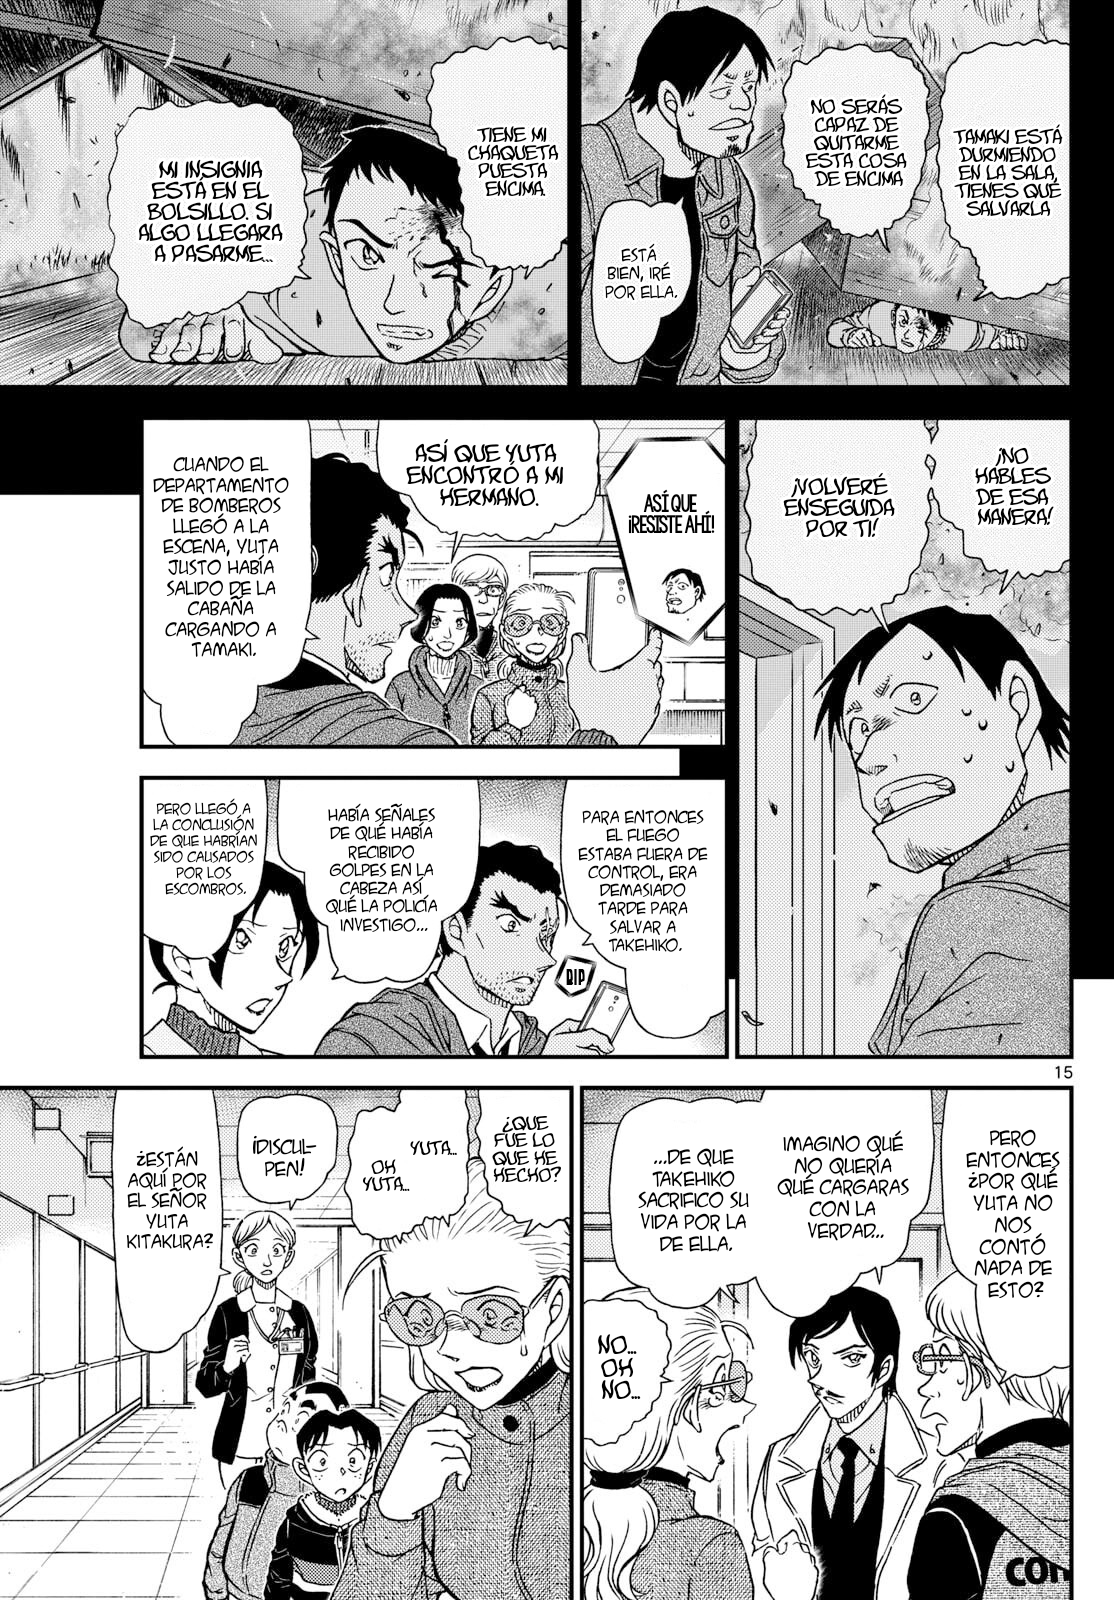 TAMAKI ESTÁ
DURMIENDO
EN LA SALA,
TIENES QUÉ
SALVARLA
NO SERÁS
CAPAZ DE
QUITARME
ESTA COSA
DE ENCIMA
ESTÁ
BIEN, IRÉ
POR ELLA.
TIENE MI
CHAQUETA
PUESTA
ENCIMA
MI INSIGNIA
ESTA EN EL
BOLSILLO. SI
ALGO LLEGARA
A PASARME...
¡NO
HABLES
DE ESA
MANERA!
¡VOLVERÉ
ENSEGUIDA
POR TI!
ASÍ QUE
¡RESISTE AHÍ!
ASÍ QUE YUTA
ENCONTRÓ A MI
HERMANO.
CUANDO EL
DEPARTAMENTO
DE BOMBEROS
LLEGÓ A LA
ESCENA, YUTA
JUSTO HABÍA
SALIDO DE LA
CABAÑA
CARGANDO A
TAMAKI.
PARA ENTONCES
EL FUEGO
ESTABA FUERA DE
CONTROL, ERA
DEMASIADO
TARDE PARA
SALVAR A
TAKEHIKO.
BIP
HABÍA SEÑALES
DE QUÉ HABÍA
RECIBIDO
GOLPES EN LA
CABEZA ASÍ
QUÉ LA POLICÍA
INVESTIGO...
PERO LLEGÓ A
LA CONCLUSIÓN
DE QUE HABRÍAN
SIDO CAUSADOS
POR LOS
ESCOMBROS.
15
PERO
ENTONCES
¿POR QUÉ
YUTA NO
NOS
CONTÓ
NADA DE
ESTO?
IMAGINO QUÉ
NO QUERÍA
QUÉ CARGARAS
CON LA
VERDAD...
...DE QUE
TAKEHIKO
SACRIFICO SU
VIDA POR LA
DE ELLA.
NO...
OH
NO...
CON
¿QUE
FUE LO
QUE HE
HECHO?
YUTA...
OH
YUTA...
¡DISCUL-
PEN!
¿ESTÁN
AQUÍ POR
EL SEÑOR
YUTA
KITAKURA?